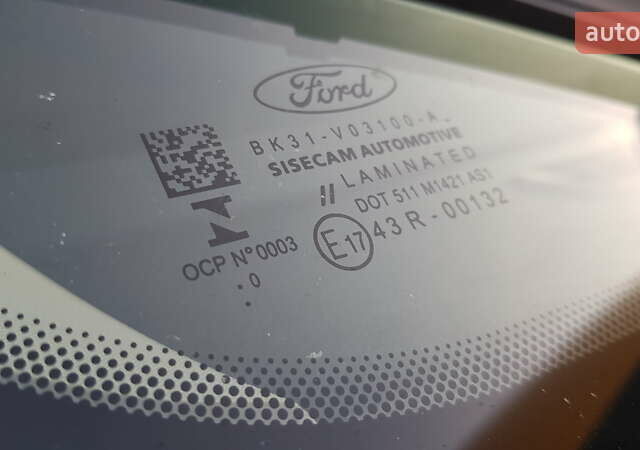 auto
Ford
BK31-V03100-A
SISECAM AUTOMOTIVE
LAMINATED
DOT 511 M1421 AS1
E17 43 R-00132
OCP N°0003
. 0